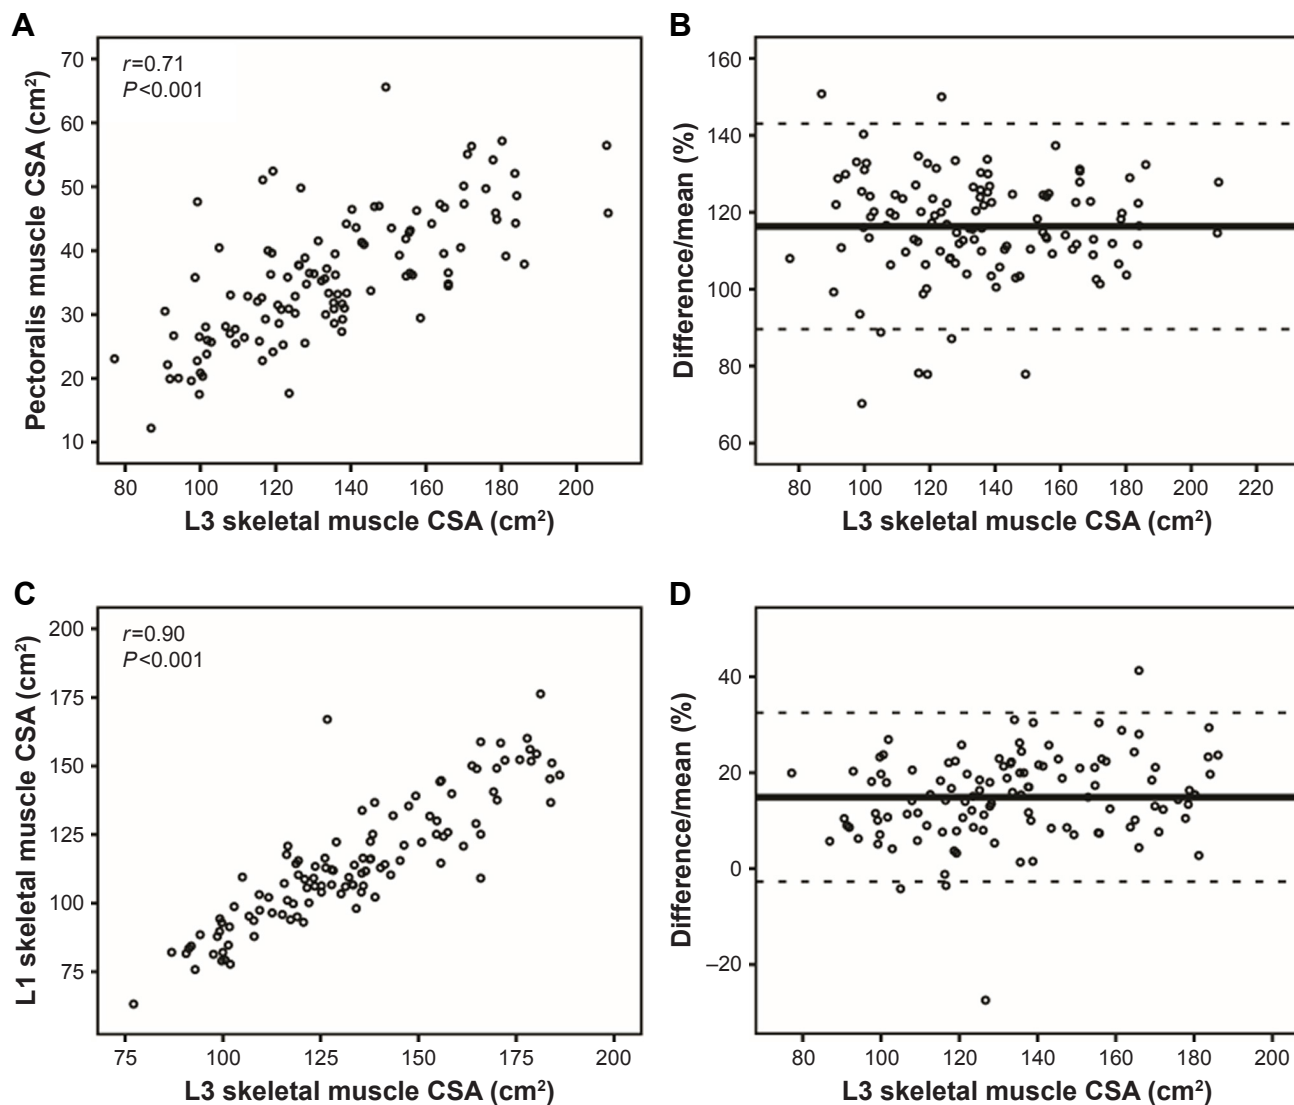 A
r=0.71
P<0.001
Pectoralis muscle CSA (cm²)
70
60
50
40
30
20
10
80 100 120 140 160 180 200
L3 skeletal muscle CSA (cm²)
B
Difference/mean (%)
160
140
120
100
80
60
80 100 120 140 160 180 200 220
L3 skeletal muscle CSA (cm²)
C
r=0.90
P<0.001
L1 skeletal muscle CSA (cm²)
200
175
150
125
100
75
75 100 125 150 175 200
L3 skeletal muscle CSA (cm²)
D
Difference/mean (%)
40
20
0
–20
80 100 120 140 160 180 200
L3 skeletal muscle CSA (cm²)